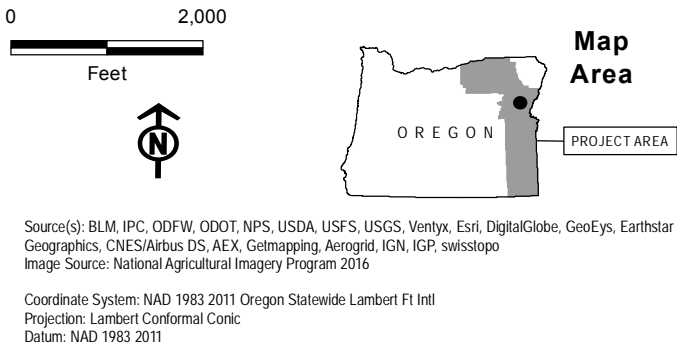 0 2,000
Feet
N
Map
Area
OREGON
PROJECT AREA
Source(s): BLM, IPC, ODFW, ODOT, NPS, USDA, USFS, USGS, Ventyx, Esri, DigitalGlobe, GeoEys, Earthstar
Geographics, CNES/Airbus DS, AEX, Getmapping, Aerogrid, IGN, IGP, swisstopo
Image Source: National Agricultural Imagery Program 2016
Coordinate System: NAD 1983 2011 Oregon Statewide Lambert Ft Intl
Projection: Lambert Conformal Conic
Datum: NAD 1983 2011